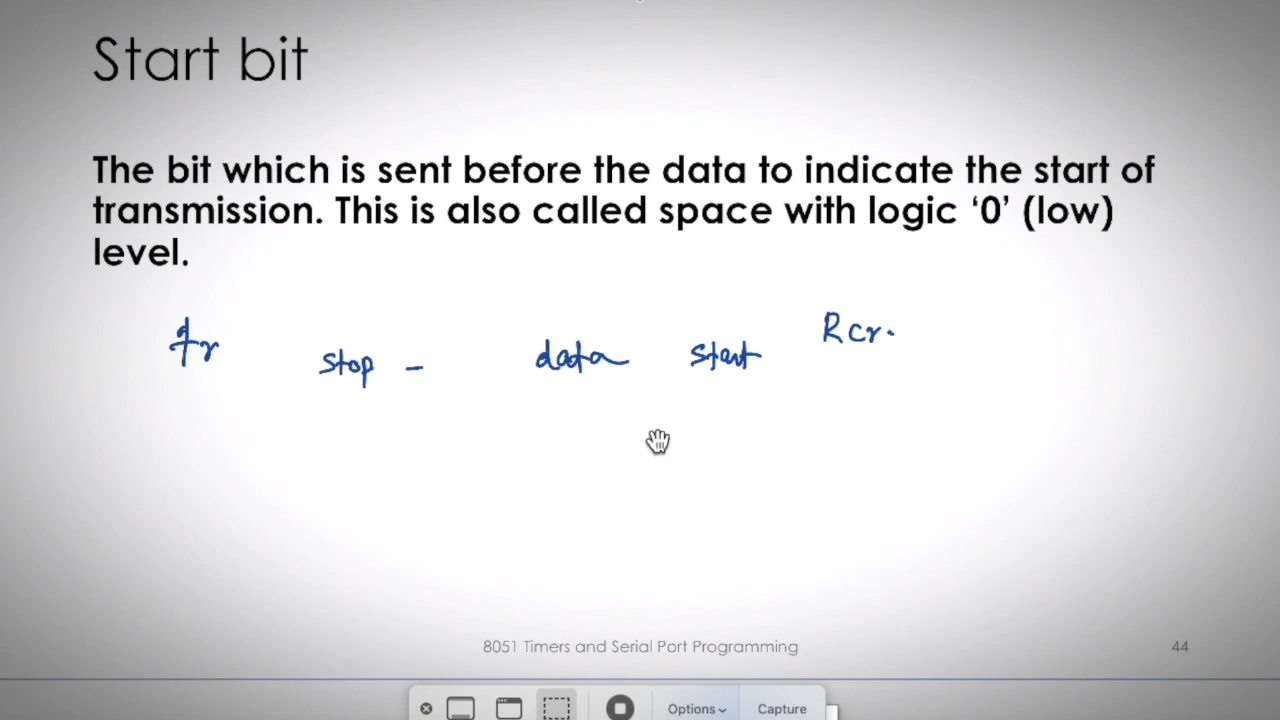 Start bit
The bit which is sent before the data to indicate the start of
transmission. This is also called space with logic ‘0’ (low)
level.
Tr stop - data start Rcr.
8051 Timers and Serial Port Programming 44
Options Capture